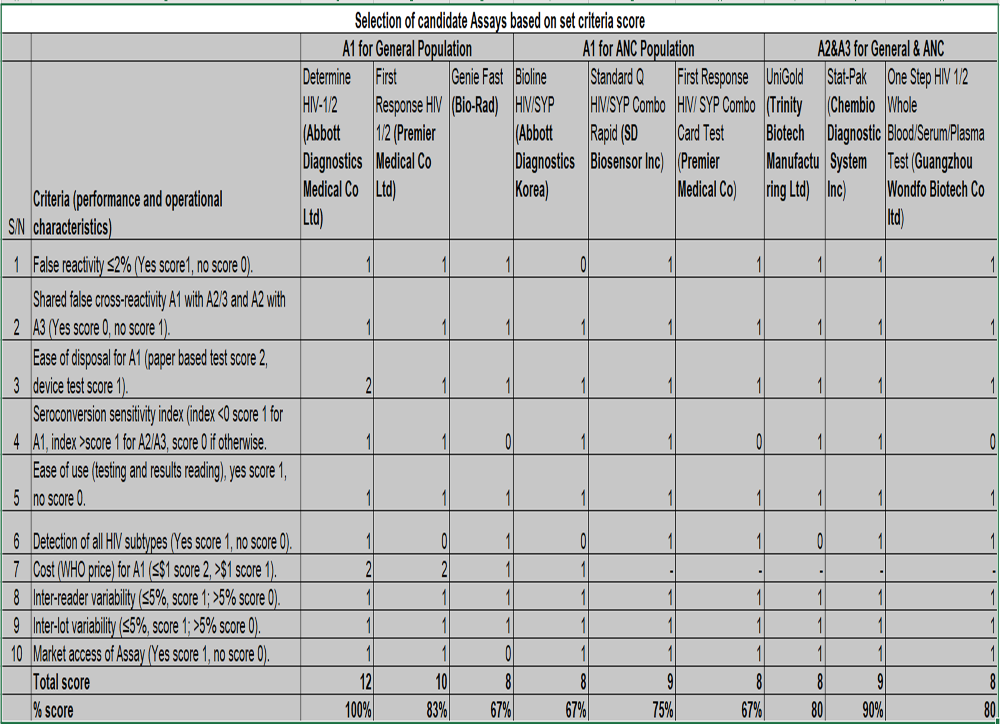 Selection of candidate Assays based on set criteria score
A1 for General Population
A1 for ANC Population
A2&A3 for General & ANC
S/N
Criteria (performance and operational
characteristics)
Determine
HIV-1/2
(Abbott
Diagnostics
Medical Co
Ltd)
First
Response HIV
1/2 (Premier
Medical Co
Ltd)
Genie Fast
(Bio-Rad)
Bioline
HIV/SYP
(Abbott
Diagnostics
Korea)
Standard Q
HIV/SYP Combo
Rapid (SD
Biosensor Inc)
First Response
HIV/ SYP Combo
Card Test
(Premier
Medical Co)
UniGold
(Trinity
Biotech
Manufactu
ring Ltd)
Stat-Pak
(Chembio
Diagnostic
System
Inc)
One Step HIV 1/2
Whole
Blood/Serum/Plasma
Test (Guangzhou
Wondfo Biotech Co
ltd)
1 False reactivity ≤2% (Yes score1, no score 0). 1 1 1 0 1 1 1 1 1
Shared false cross-reactivity A1 with A2/3 and A2 with
2 A3 (Yes score 0, no score 1). 1 1 1 1 1 1 1 1 1
Ease of disposal for A1 (paper based test score 2,
3 device test score 1). 2 1 1 1 1 1 1 1 1
Seroconversion sensitivity index (index <0 score 1 for
4 A1, index >score 1 for A2/A3, score 0 if otherwise. 1 1 0 1 1 0 1 1 0
Ease of use (testing and results reading), yes score 1,
5 no score 0. 1 1 1 1 1 1 1 1 1
6 Detection of all HIV subtypes (Yes score 1, no score 0). 1 0 1 0 1 1 0 1 1
7 Cost (WHO price) for A1 (≤$1 score 2, >$1 score 1). 2 2 1 1 - - - - -
8 Inter-reader variability (≤5%, score 1; >5% score 0). 1 1 1 1 1 1 1 1 1
9 Inter-lot variability (≤5%, score 1; >5% score 0). 1 1 1 1 1 1 1 1 1
10 Market access of Assay (Yes score 1, no score 0). 1 1 0 1 1 1 1 1 1
Total score 12 10 8 8 9 8 8 9 8
% score 100% 83% 67% 67% 75% 67% 80 90% 80